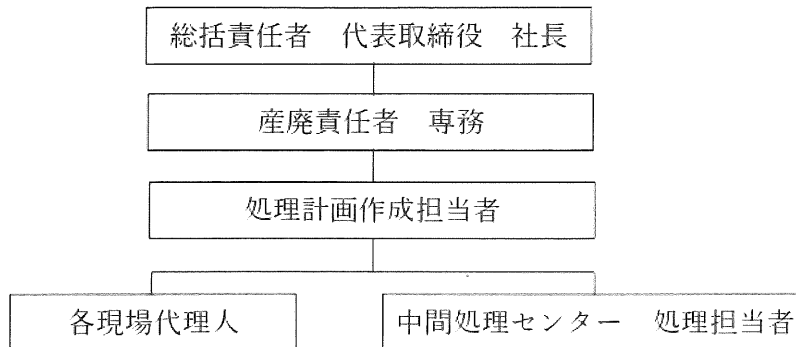 総括責任者　代表取締役　社長
産廃責任者　専務
処理計画作成担当者
各現場代理人
中間処理センター　処理担当者